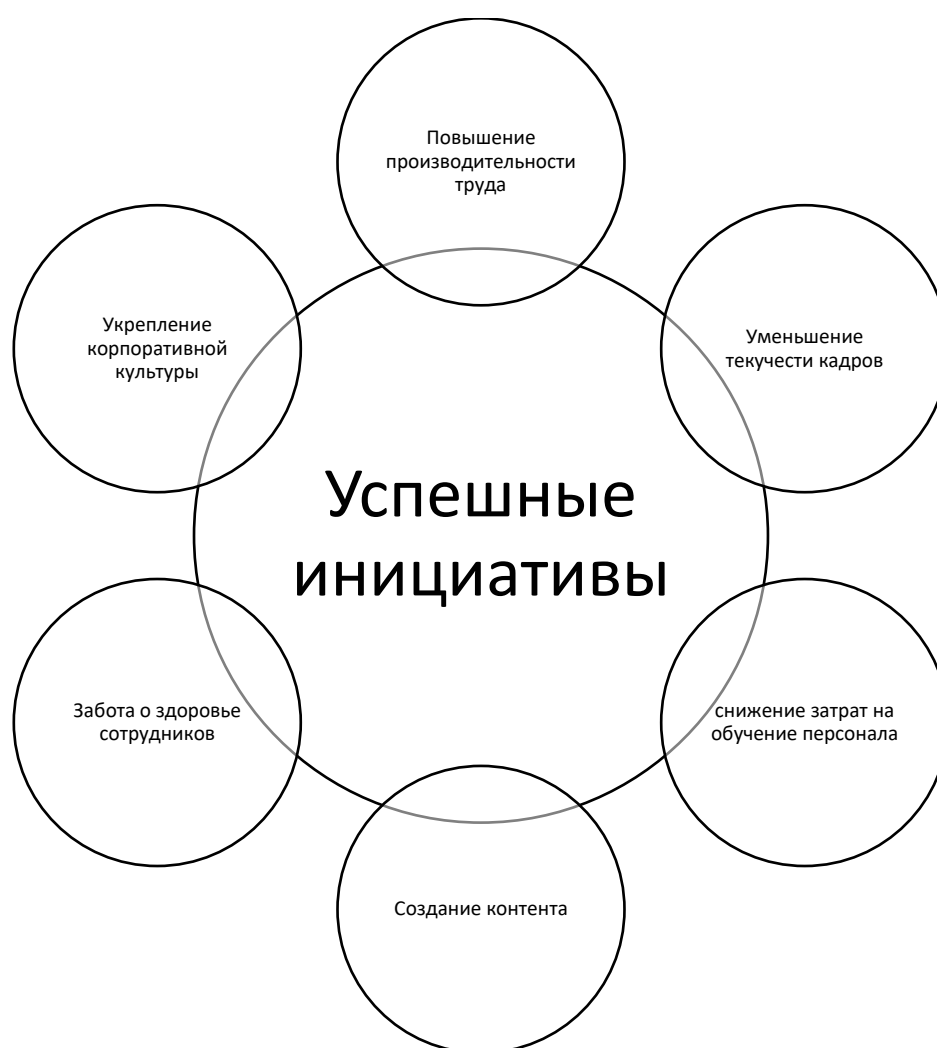 Повышение
производительности
труда
Укрепление
корпоративной
культуры
Уменьшение
текучести кадров
Успешные
инициативы
Забота о здоровье
сотрудников
снижение затрат на
обучение персонала
Создание контента